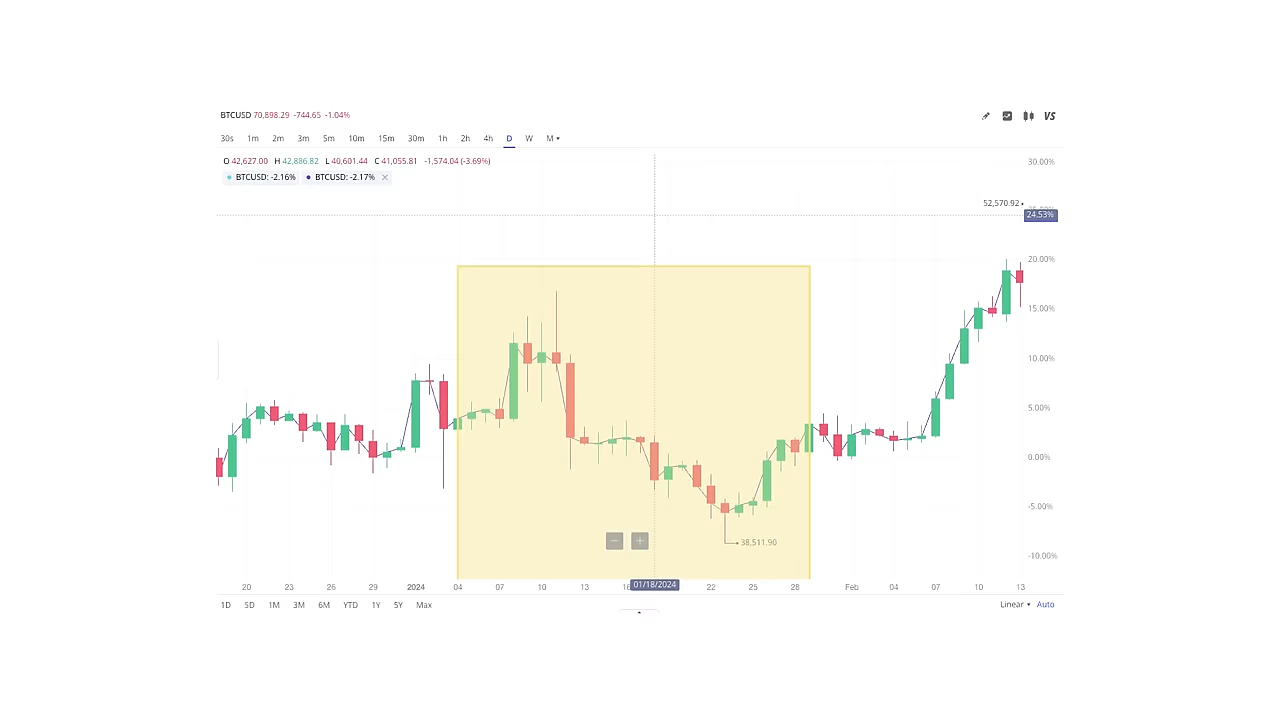 BTCUSD 70,898.29 -744.65 -1.04%
VS
30s 1m 2m 3m 5m 10m 15m 30m 1h 2h 4h D W M
O 42,627.00 H 42,886.82 L 40,601.44 C 41,055.81 -1,574.04 (-3.69%)
BTCUSD: -2.16% BTCUSD: -2.17%
30.00%
52,570.92
24.53%
20.00%
15.00%
10.00%
5.00%
0.00%
-5.00%
38,511.90
-10.00%
20 23 26 29 2024 04 07 10 13 16 01/18/2024 22 25 28 Feb 04 07 10 13
1D 5D 1M 3M 6M YTD 1Y 5Y Max Linear Auto